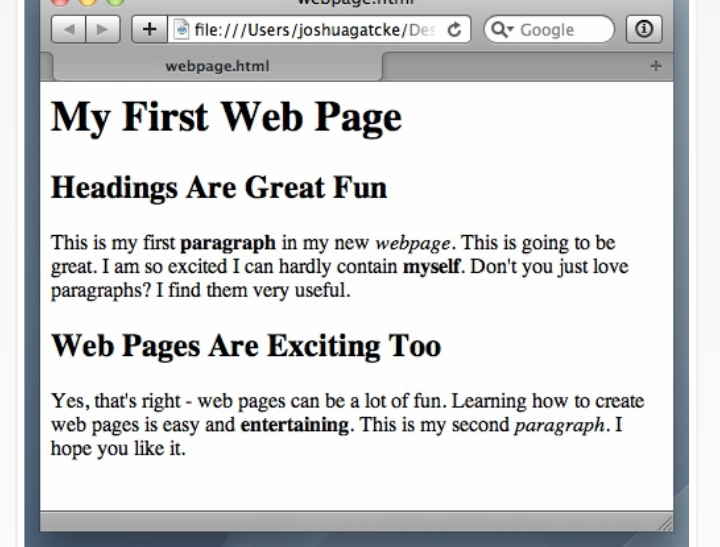 webpage.html
file:///Users/joshuagatcke/Des
Google
webpage.html
My First Web Page
Headings Are Great Fun
This is my first paragraph in my new webpage. This is going to be
great. I am so excited I can hardly contain myself. Don't you just love
paragraphs? I find them very useful.
Web Pages Are Exciting Too
Yes, that's right - web pages can be a lot of fun. Learning how to create
web pages is easy and entertaining. This is my second paragraph. I
hope you like it.